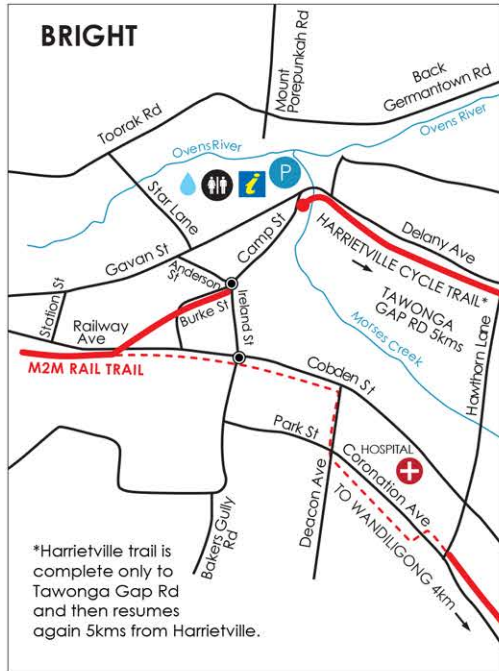 BRIGHT
Mount
Porepunkah Rd
Back
Germantown Rd
Toorak Rd
Ovens River
Ovens River
P
i
Star Lane
Camp St
Gavan St
Anderson
St
Delany Ave
HARRIETVILLE CYCLE TRAIL*
TAWONGA
GAP RD 5kms
Station St
Railway
Ave
Burke St
Ireland St
Morses Creek
Hawthorn Lane
M2M RAIL TRAIL
Cobden St
Park St
HOSPITAL
Coronation Ave
Deacon Ave
Bakers Gully
Rd
TO WANDILIGONG 4km
*Harrietville trail is
complete only to
Tawonga Gap Rd
and then resumes
again 5kms from Harrietville.